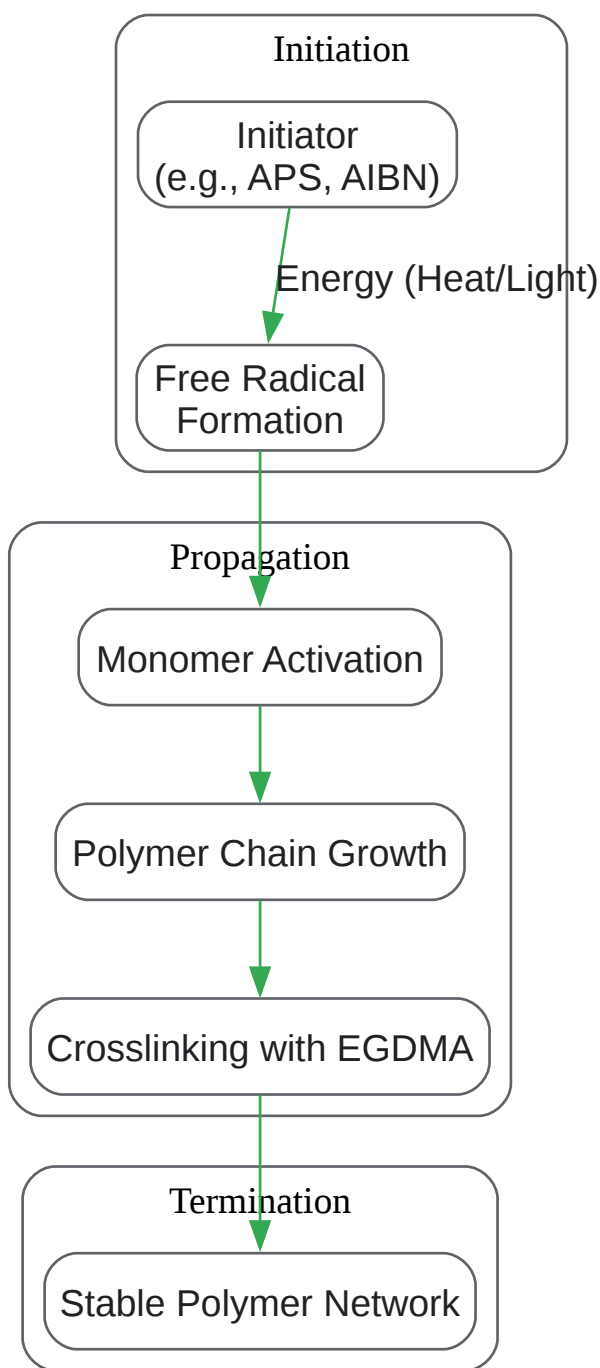 Initiation
Initiator
(e.g., APS, AIBN)
Energy (Heat/Light)
Free Radical
Formation
Propagation
Monomer Activation
Polymer Chain Growth
Crosslinking with EGDMA
Termination
Stable Polymer Network